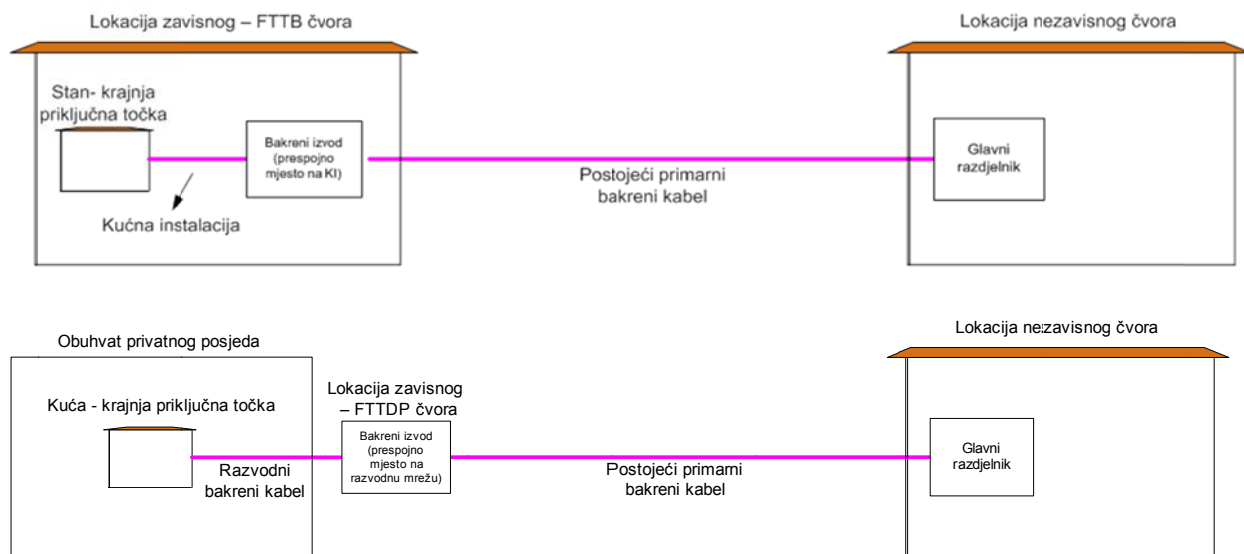 Lokacija zavisnog – FTTB čvora
Lokacija nezavisnog čvora
Stan- krajnja
priključna točka
Bakreni izvod
(prespojno
mjesto na KI)
Kućna instalacija
Postojeći primarni
bakreni kabel
Glavni
razdjelnik
Obuhvat privatnog posjeda
Lokacija nezavisnog čvora
Kuća - krajnja priključna točka
Lokacija zavisnog
– FTTDP čvora
Bakreni izvod
(prespojno
mjesto na
razvodnu mrežu)
Razvodni
bakreni kabel
Postojeći primarni
bakreni kabel
Glavni
razdjelnik